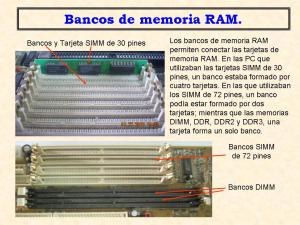 Bancos de memoria RAM.
Bancos y Tarjeta SIMM de 30 pines
Los bancos de memoria RAM
permiten conectar las tarjetas de
memoria RAM. En las PC que
utilizaban las tarjetas SIMM de 30
pines, un banco estaba formado por
cuatro tarjetas. En las que utilizaban
los SIMM de 72 pines, un banco
podía estar formado por dos
tarjetas; mientras que las memorias
DIMM, DDR, DDR2 y DDR3, una
tarjeta forma un solo banco.
Bancos SIMM
de 72 pines
Bancos DIMM